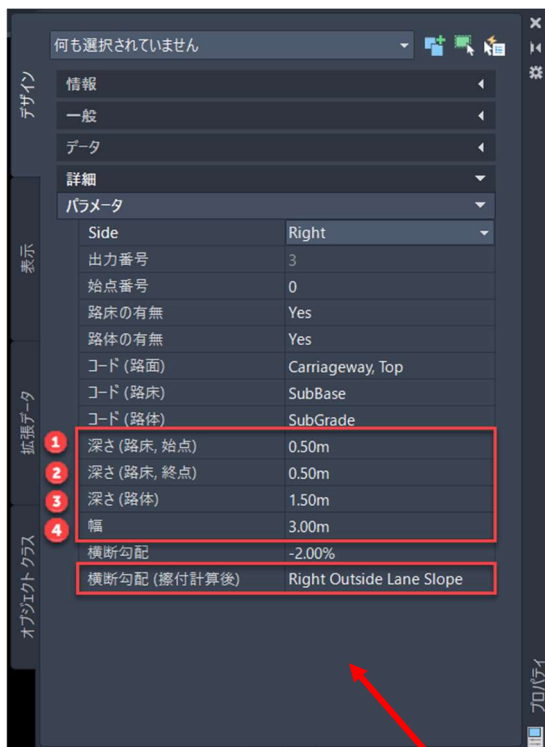 何も選択されていません
情報
一般
データ
詳細
パラメータ
Side Right
出力番号 3
始点番号 0
路床の有無 Yes
路体の有無 Yes
コード (路面) Carriageway, Top
コード (路床) SubBase
コード (路体) SubGrade
1 深さ (路床, 始点) 0.50m
2 深さ (路床, 終点) 0.50m
3 深さ (路体) 1.50m
4 幅 3.00m
横断勾配 -2.00%
横断勾配 (擦付計算後) Right Outside Lane Slope
デザイン
表示
拡張データ
オブジェクト クラス
プロパティ